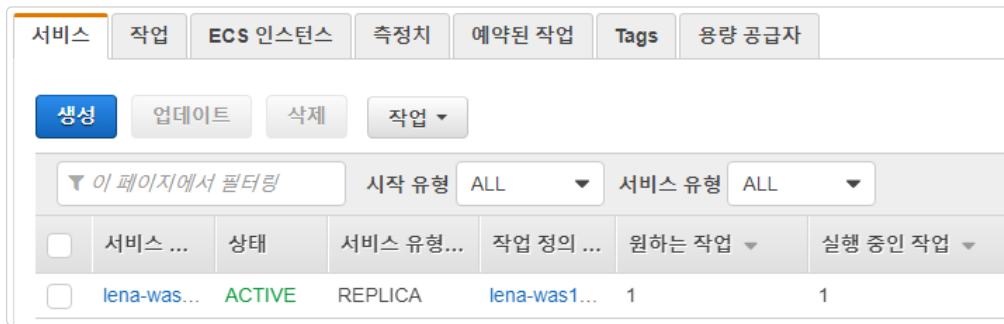 서비스 작업 ECS 인스턴스 측정치 예약된 작업 Tags 용량 공급자
생성 업데이트 삭제 작업
이 페이지에서 필터링 시작 유형 ALL 서비스 유형 ALL
서비스 ... 상태 서비스 유형... 작업 정의 ... 원하는 작업 실행 중인 작업
lena-was... ACTIVE REPLICA lena-was1... 1 1